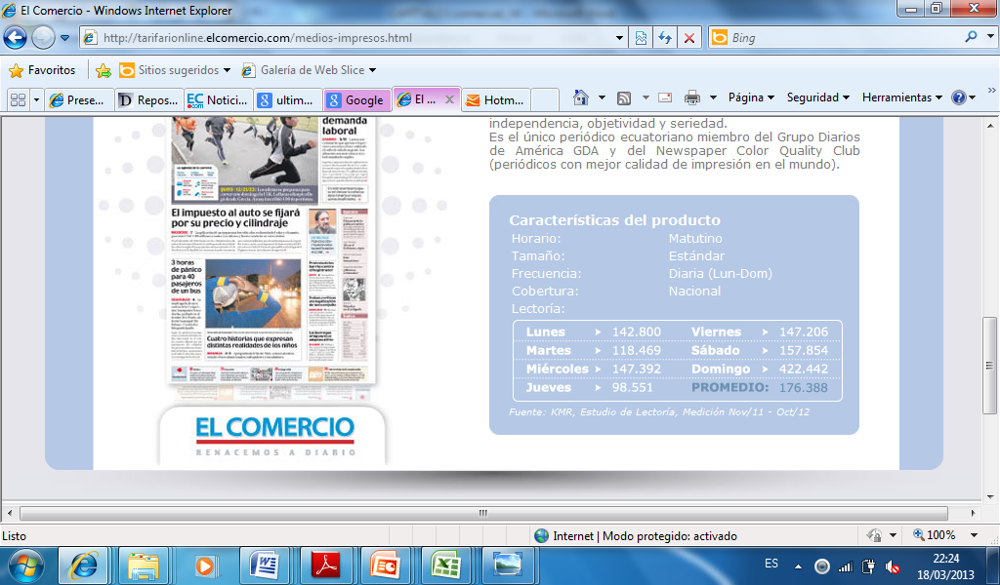 El Comercio - Windows Internet Explorer
http://tarifarionline.elcomercio.com/medios-impresos.html
Bing
Favoritos
Sitios sugeridos
Galería de Web Slice
Prese...
Repos...
EC .com Notici...
ultim...
Google
El ...
Hotm...
Página
Seguridad
Herramientas
independencia, objetividad y seriedad.
Es el único periódico ecuatoriano miembro del Grupo Diarios
de América GDA y del Newspaper Color Quality Club
(periódicos con mejor calidad de impresión en el mundo).
demanda
laboral
El impuesto al auto se fijará
por su precio y cilindraje
3 horas
de pánico
para 40
pasajeros
de un bus
Cuatro historias que expresan
distintas realidades de los niños
EL COMERCIO
RENACEMOS A DIARIO
Características del producto
Horario: Matutino
Tamaño: Estándar
Frecuencia: Diaria (Lun-Dom)
Cobertura: Nacional
Lectoría:
Lunes 142.800 Viernes 147.206
Martes 118.469 Sábado 157.854
Miércoles 147.392 Domingo 422.442
Jueves 98.551 PROMEDIO: 176.388
Fuente: KMR, Estudio de Lectoría, Medición Nov/11 - Oct/12
Listo
Internet | Modo protegido: activado
100%
ES
22:24
18/03/2013